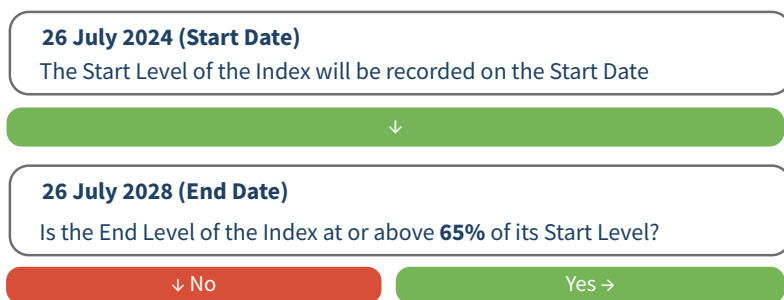 26 July 2024 (Start Date)
The Start Level of the Index will be recorded on the Start Date
↓
26 July 2028 (End Date)
Is the End Level of the Index at or above 65% of its Start Level?
↓ No
Yes →